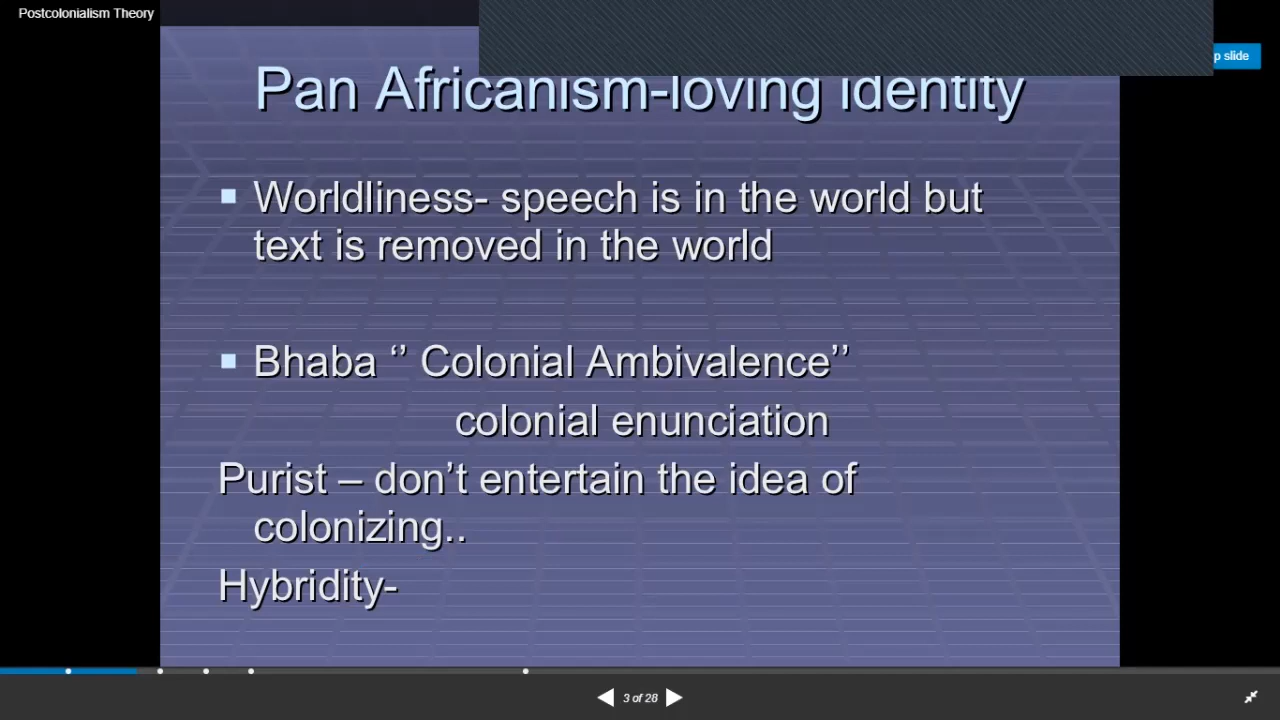 Postcolonialism Theory
p slide
Pan Africanism-loving identity
Worldliness- speech is in the world but
text is removed in the world
Bhaba ‘’ Colonial Ambivalence’’
colonial enunciation
Purist – don’t entertain the idea of
colonizing..
Hybridity-
3 of 28